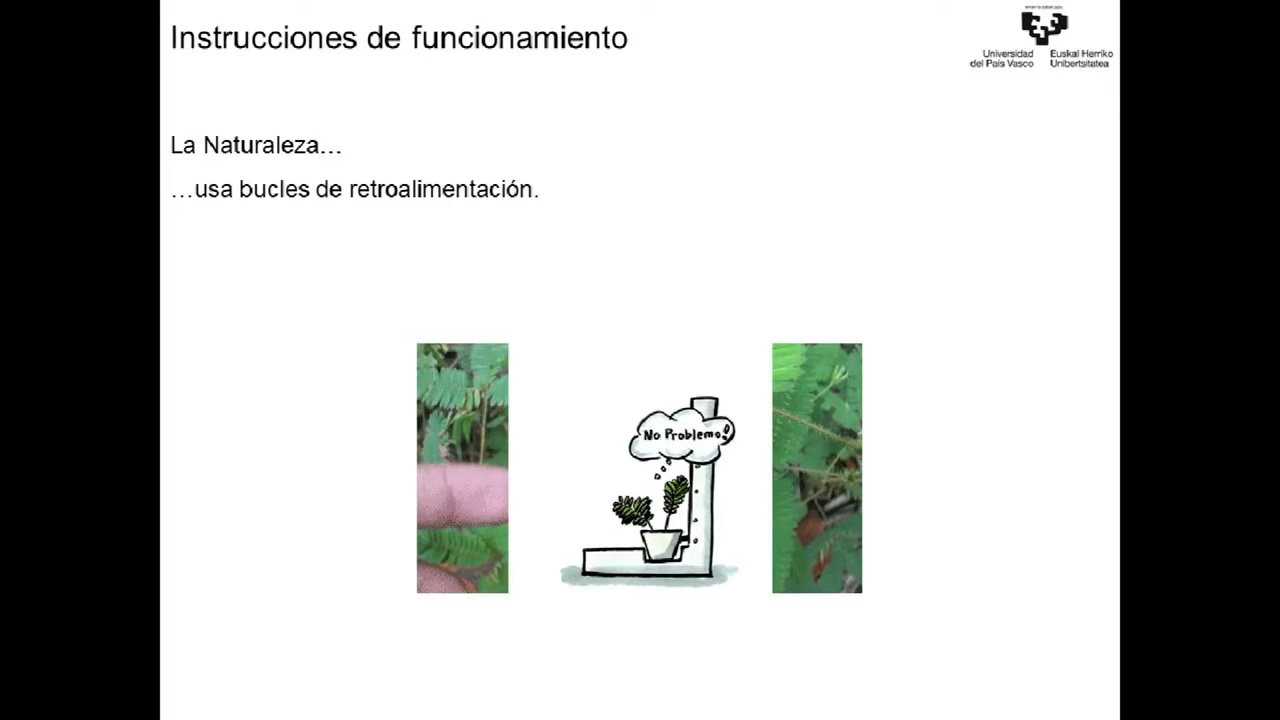 Instrucciones de funcionamiento
Universidad del País Vasco
Euskal Herriko Unibertsitatea
La Naturaleza…
…usa bucles de retroalimentación.
No Problemo!